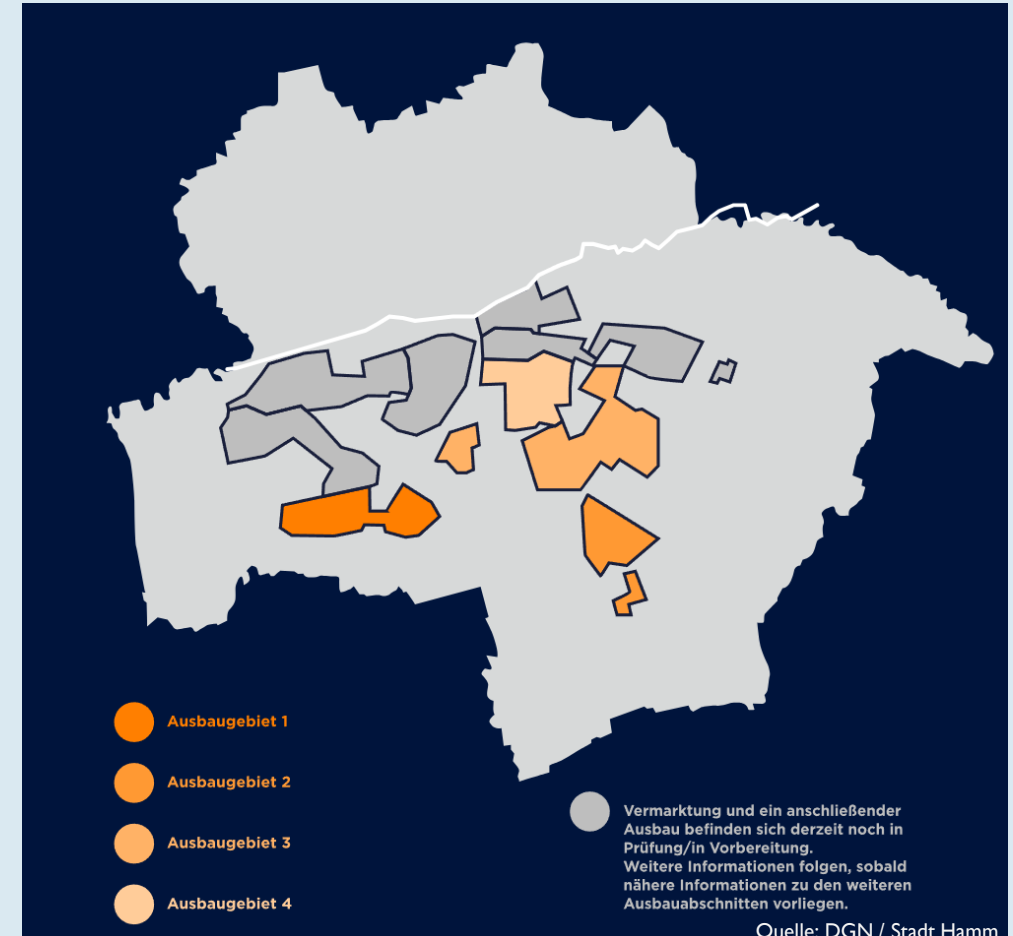 Ausbaugebiet 1
Ausbaugebiet 2
Ausbaugebiet 3
Ausbaugebiet 4
Vermarktung und ein anschließender
Ausbau befinden sich derzeit noch in
Prüfung/in Vorbereitung.
Weitere Informationen folgen, sobald
nähere Informationen zu den weiteren
Ausbauabschnitten vorliegen.
Quelle: DGN / Stadt Hamm